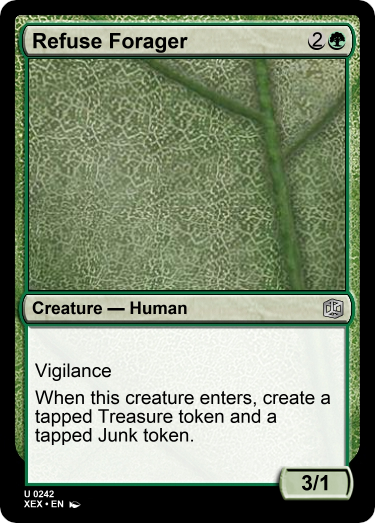 Refuse Forager 2
Creature — Human
Vigilance
When this creature enters, create a
tapped Treasure token and a
tapped Junk token.
3/1
U 0242
XEX • EN